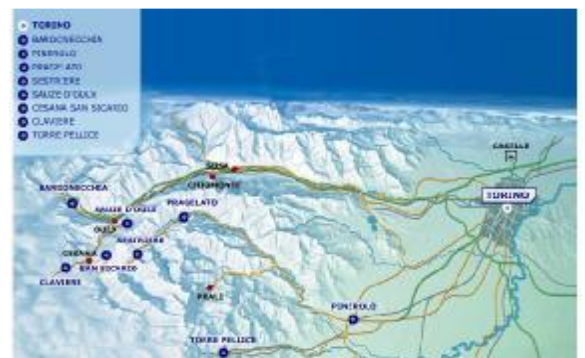 TORINO
BARDONECCHIA
PINEROLO
PRAGELATO
SESTRIERE
SAUZE D'OULX
CESANA SAN SICARIO
CLAVIERE
TORRE PELLICE
CASELLE
SUSA
CHIOMONTE
BARDONECCHIA
TORINO
SAUZE D'OULX
PRAGELATO
OULX
SESTRIERE
CESANA
SAN SICARIO
CLAVIERE
PRALI
PINEROLO
TORRE PELLICE